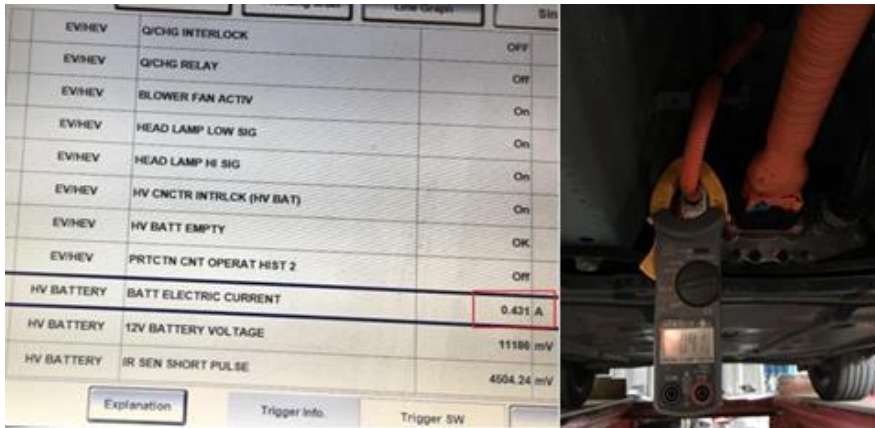 Line Graph
Sin
EV/HEV Q/CHG INTERLOCK OFF
EV/HEV Q/CHG RELAY Off
EV/HEV BLOWER FAN ACTIV On
EV/HEV HEAD LAMP LOW SIG On
EV/HEV HEAD LAMP HI SIG On
EV/HEV HV CNCTR INTRLCK (HV BAT) On
EV/HEV HV BATT EMPTY OK
EV/HEV PRTCTN CNT OPERAT HIST 2 Off
HV BATTERY BATT ELECTRIC CURRENT 0.431 A
HV BATTERY 12V BATTERY VOLTAGE 11186 mV
HV BATTERY IR SEN SHORT PULSE 4504.24 mV
Explanation Trigger Info. Trigger SW